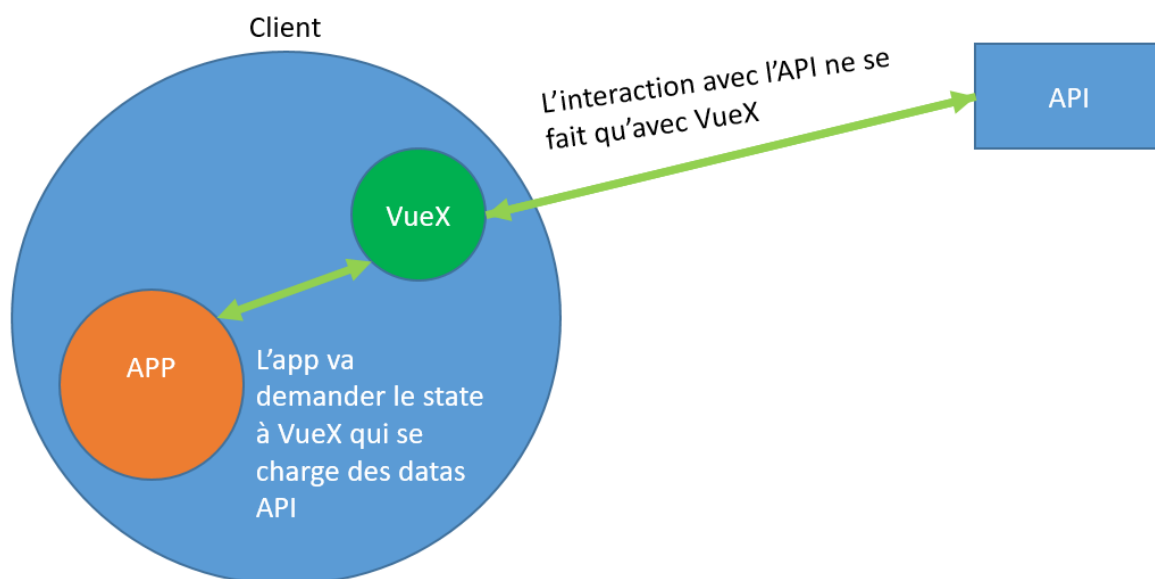 Client
L’interaction avec l’API ne se
fait qu’avec VueX
API
VueX
APP
L’app va
demander le state
à VueX qui se
charge des datas
API